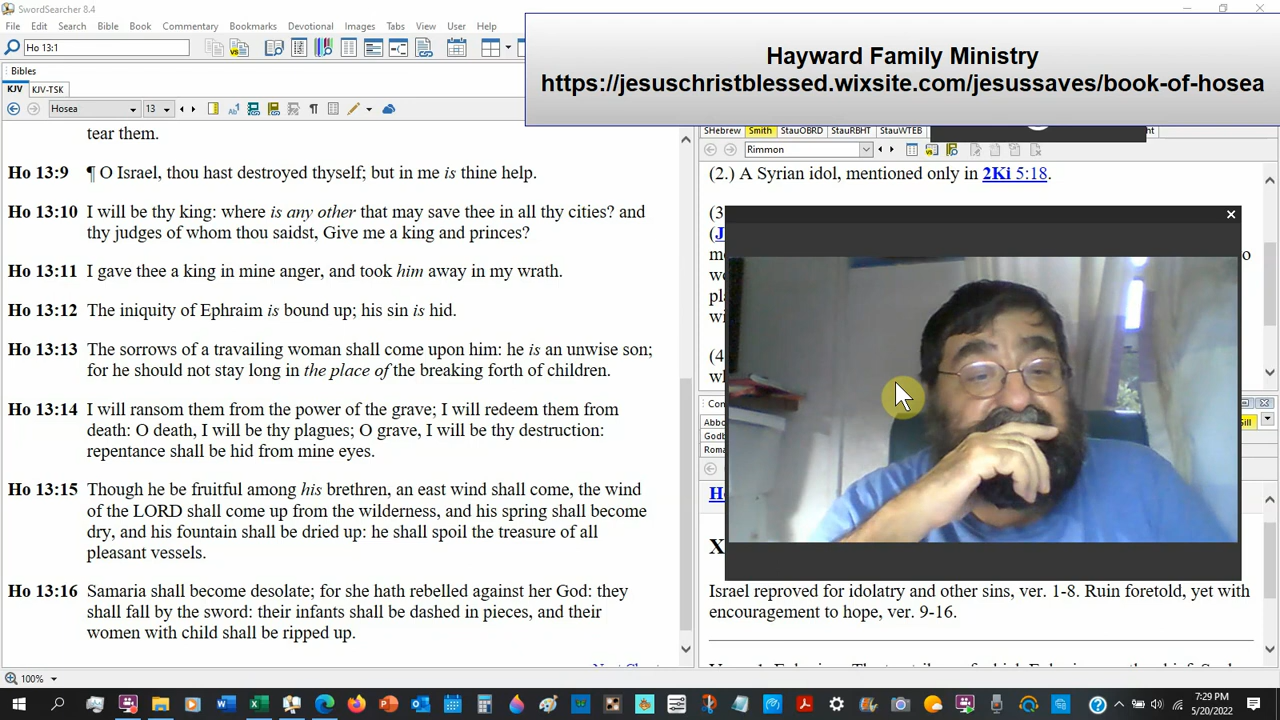 SwordSearcher 8.4
File Edit Search Bible Book Commentary Bookmarks Devotional Images Tabs View User Help
Ho 13:1
Hayward Family Ministry
https://jesuschristblessed.wixsite.com/jesussaves/book-of-hosea
Bibles
KJV KJV-TSK
Hosea 13
tear them.
Ho 13:9 ¶ O Israel, thou hast destroyed thyself; but in me is thine help.
Ho 13:10 I will be thy king: where is any other that may save thee in all thy cities? and
thy judges of whom thou saidst, Give me a king and princes?
Ho 13:11 I gave thee a king in mine anger, and took him away in my wrath.
Ho 13:12 The iniquity of Ephraim is bound up; his sin is hid.
Ho 13:13 The sorrows of a travailing woman shall come upon him: he is an unwise son;
for he should not stay long in the place of the breaking forth of children.
Ho 13:14 I will ransom them from the power of the grave; I will redeem them from
death: O death, I will be thy plagues; O grave, I will be thy destruction:
repentance shall be hid from mine eyes.
Ho 13:15 Though he be fruitful among his brethren, an east wind shall come, the wind
of the LORD shall come up from the wilderness, and his spring shall become
dry, and his fountain shall be dried up: he shall spoil the treasure of all
pleasant vessels.
Ho 13:16 Samaria shall become desolate; for she hath rebelled against her God: they
shall fall by the sword: their infants shall be dashed in pieces, and their
women with child shall be ripped up.
100%
SHebrew Smith StauOBRD StauRBHT StauWTEB
Rimmon
(2.) A Syrian idol, mentioned only in 2Ki 5:18.
Israel reproved for idolatry and other sins, ver. 1-8. Ruin foretold, yet with
encouragement to hope, ver. 9-16.
7:29 PM
5/20/2022